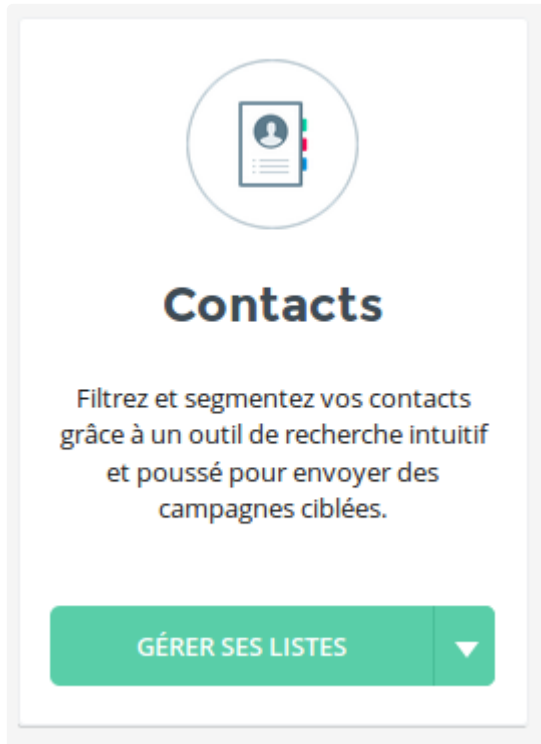 Contacts
Filtrez et segmentez vos contacts
grâce à un outil de recherche intuitif
et poussé pour envoyer des
campagnes ciblées.
GÉRER SES LISTES